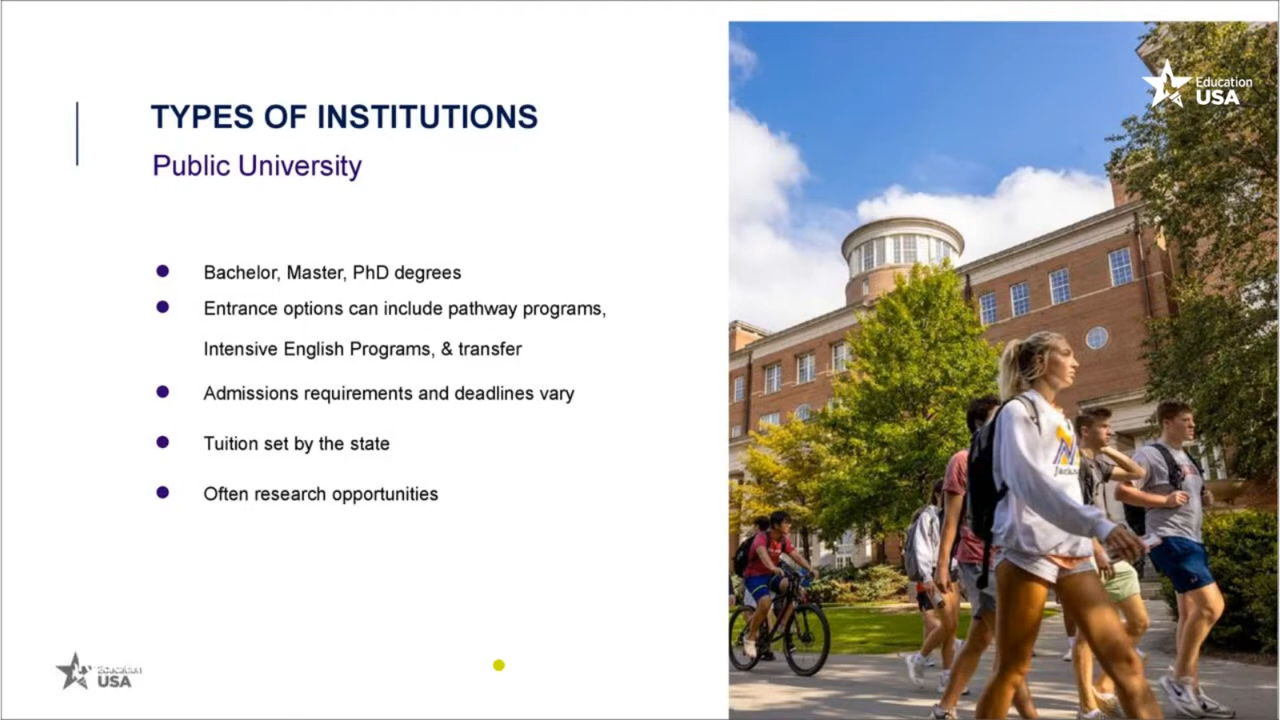 TYPES OF INSTITUTIONS
Public University
Bachelor, Master, PhD degrees
Entrance options can include pathway programs,
Intensive English Programs, & transfer
Admissions requirements and deadlines vary
Tuition set by the state
Often research opportunities
Education
USA
Education
USA